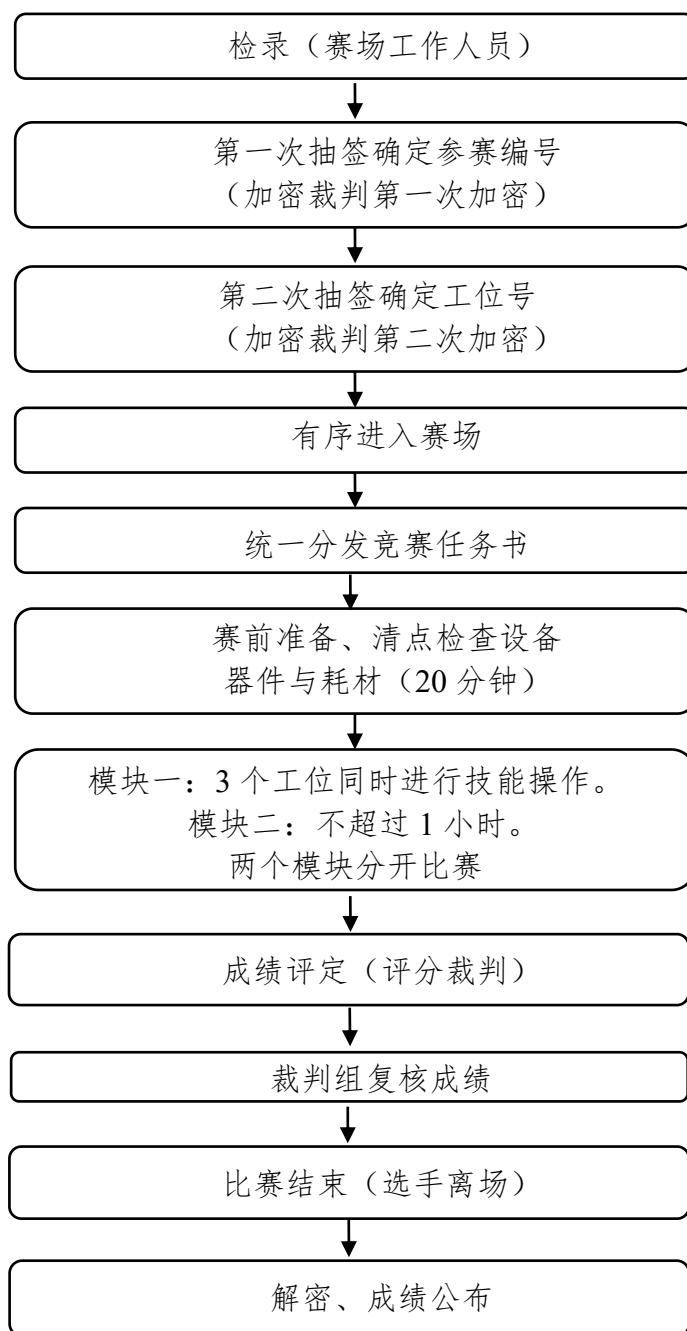 检录（赛场工作人员）
第一次抽签确定参赛编号
（加密裁判第一次加密）
第二次抽签确定工位号
（加密裁判第二次加密）
有序进入赛场
统一分发竞赛任务书
赛前准备、清点检查设备
器件与耗材（20 分钟）
模块一：3 个工位同时进行技能操作。
模块二：不超过 1 小时。
两个模块分开比赛
成绩评定（评分裁判）
裁判组复核成绩
比赛结束（选手离场）
解密、成绩公布